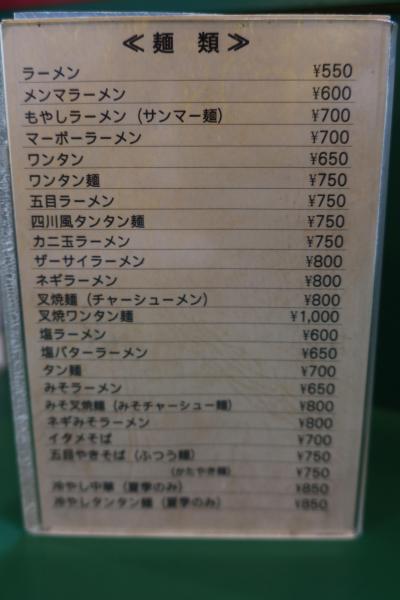 ≪ 麺 類 ≫
ラーメン ¥550
メンマラーメン ¥600
もやしラーメン（サンマー麺） ¥700
マーボーラーメン ¥700
ワンタン ¥650
ワンタン麺 ¥750
五目ラーメン ¥750
四川風タンタン麺 ¥750
カニ玉ラーメン ¥750
ザーサイラーメン ¥800
ネギラーメン ¥800
叉焼麺（チャーシューメン） ¥800
叉焼ワンタン麺 ¥1,000
塩ラーメン ¥600
塩バターラーメン ¥650
タン麺 ¥700
みそラーメン ¥650
みそ叉焼麺（みそチャーシュー麺） ¥800
ネギみそラーメン ¥800
イタメそば ¥700
五目やきそば（ふつう麺） ¥750
（かたやき麺） ¥750
冷やし中華（夏季のみ） ¥850
冷やしタンタン麺（夏季のみ） ¥850